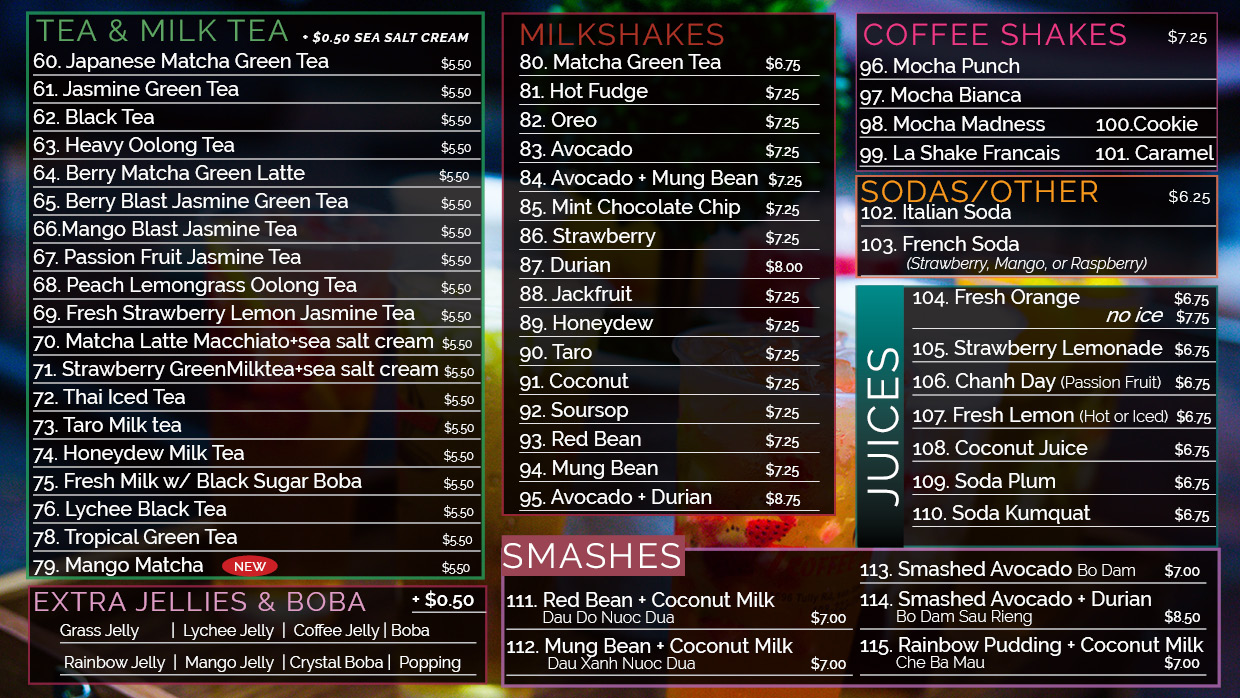 TEA & MILK TEA + $0.50 SEA SALT CREAM
60. Japanese Matcha Green Tea $5.50
61. Jasmine Green Tea $5.50
62. Black Tea $5.50
63. Heavy Oolong Tea $5.50
64. Berry Matcha Green Latte $5.50
65. Berry Blast Jasmine Green Tea $5.50
66.Mango Blast Jasmine Tea $5.50
67. Passion Fruit Jasmine Tea $5.50
68. Peach Lemongrass Oolong Tea $5.50
69. Fresh Strawberry Lemon Jasmine Tea $5.50
70. Matcha Latte Macchiato+sea salt cream $5.50
71. Strawberry GreenMilktea+sea salt cream $5.50
72. Thai Iced Tea $5.50
73. Taro Milk tea $5.50
74. Honeydew Milk Tea $5.50
75. Fresh Milk w/ Black Sugar Boba $5.50
76. Lychee Black Tea $5.50
78. Tropical Green Tea $5.50
79. Mango Matcha NEW $5.50
EXTRA JELLIES & BOBA + $0.50
Grass Jelly | Lychee Jelly | Coffee Jelly | Boba
Rainbow Jelly | Mango Jelly | Crystal Boba | Popping
MILKSHAKES
80. Matcha Green Tea $6.75
81. Hot Fudge $7.25
82. Oreo $7.25
83. Avocado $7.25
84. Avocado + Mung Bean $7.25
85. Mint Chocolate Chip $7.25
86. Strawberry $7.25
87. Durian $8.00
88. Jackfruit $7.25
89. Honeydew $7.25
90. Taro $7.25
91. Coconut $7.25
92. Soursop $7.25
93. Red Bean $7.25
94. Mung Bean $7.25
95. Avocado + Durian $8.75
COFFEE SHAKES $7.25
96. Mocha Punch
97. Mocha Bianca
98. Mocha Madness 100.Cookie
99. La Shake Francais 101. Caramel
SODAS/OTHER $6.25
102. Italian Soda
103. French Soda
(Strawberry, Mango, or Raspberry)
JUICES
104. Fresh Orange $6.75
no ice $7.75
105. Strawberry Lemonade $6.75
106. Chanh Day (Passion Fruit) $6.75
107. Fresh Lemon (Hot or Iced) $6.75
108. Coconut Juice $6.75
109. Soda Plum $6.75
110. Soda Kumquat $6.75
SMASHES
111. Red Bean + Coconut Milk
Dau Do Nuoc Dua $7.00
112. Mung Bean + Coconut Milk
Dau Xanh Nuoc Dua $7.00
113. Smashed Avocado Bo Dam $7.00
114. Smashed Avocado + Durian
Bo Dam Sau Rieng $8.50
115. Rainbow Pudding + Coconut Milk
Che Ba Mau $7.00